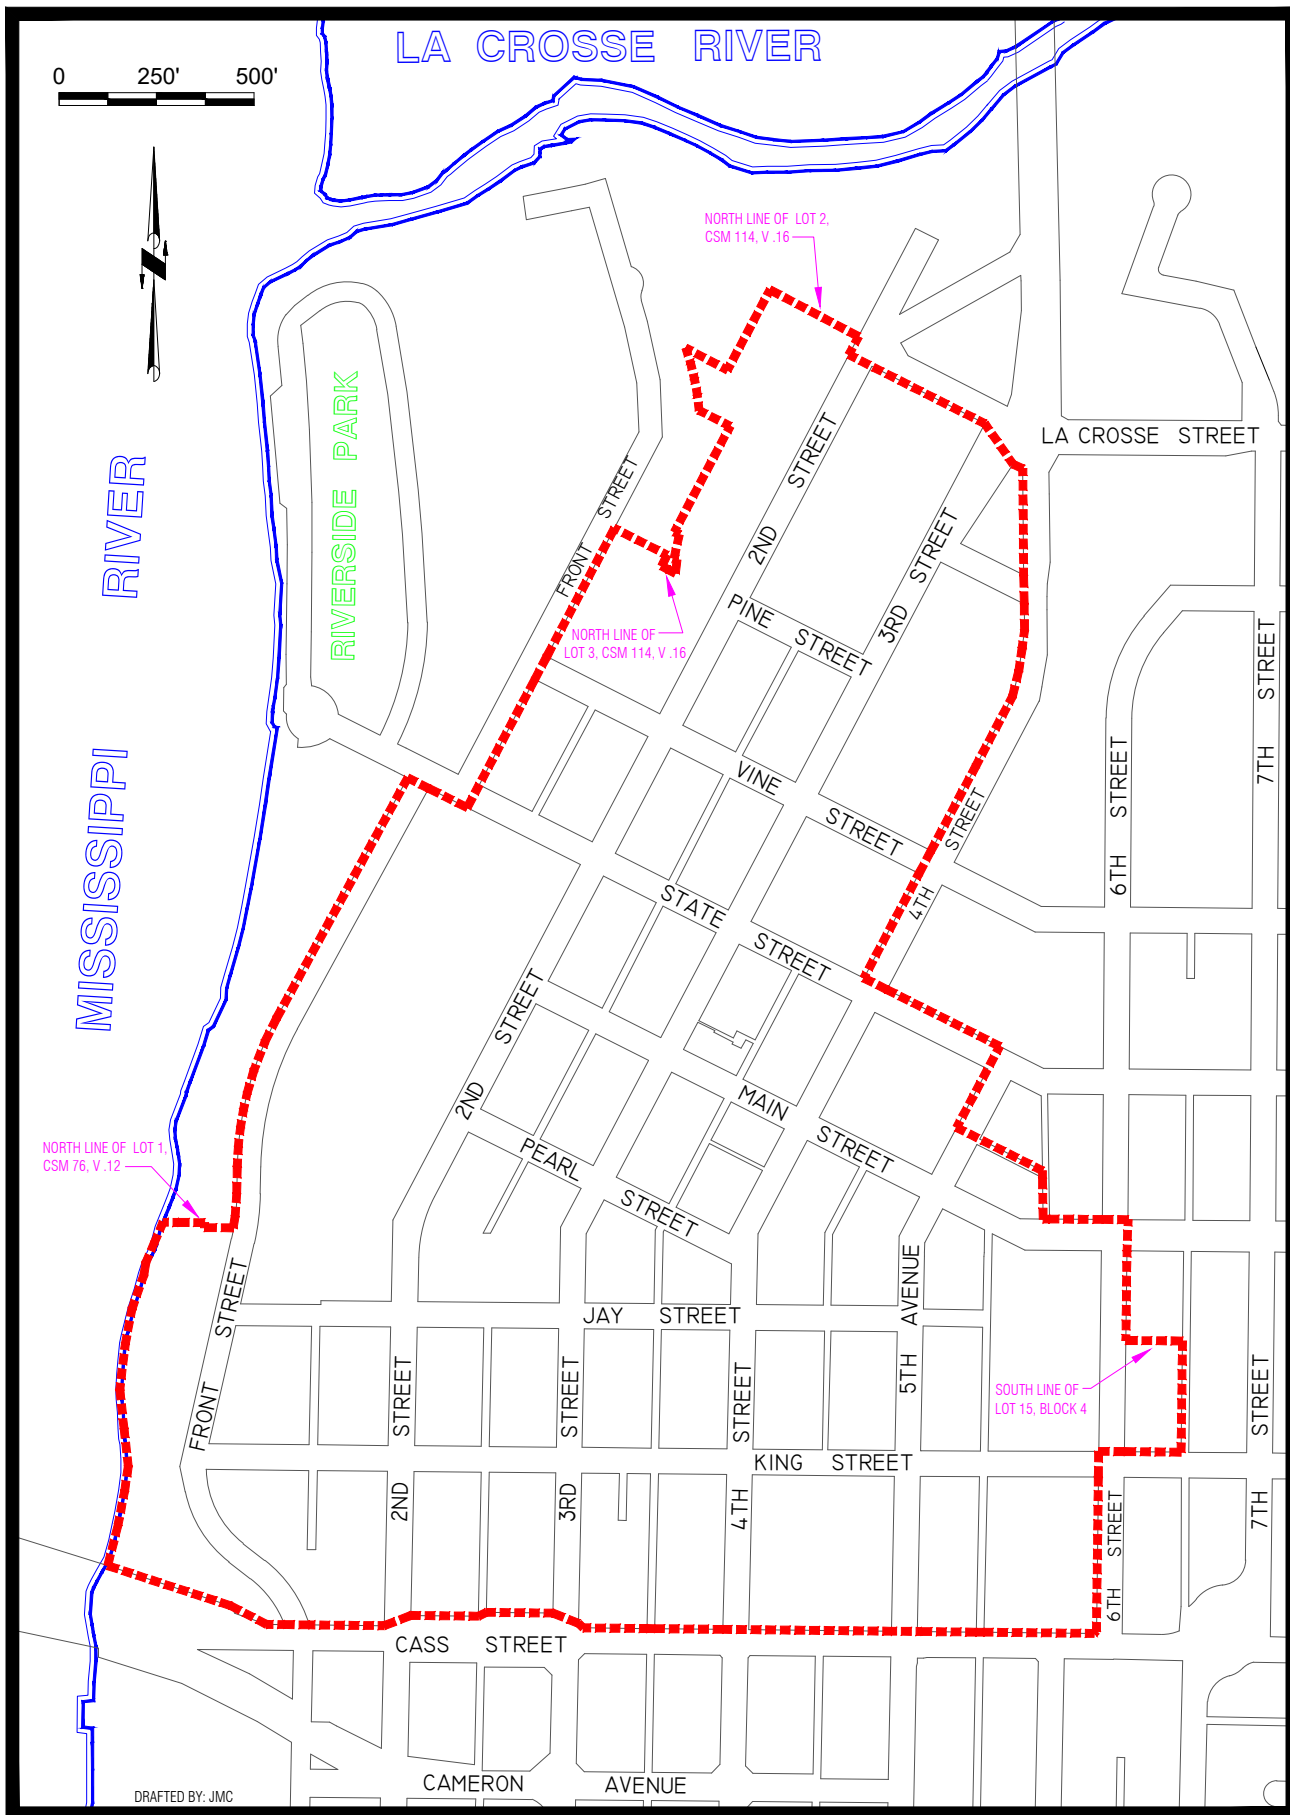 LA CROSSE RIVER
0 250' 500'
NORTH LINE OF LOT 2,
CSM 114, V .16
RIVERSIDE PARK
LA CROSSE STREET
MISSISSIPPI RIVER
FRONT STREET
2ND STREET
3RD STREET
PINE STREET
NORTH LINE OF
LOT 3, CSM 114, V .16
7TH STREET
6TH STREET
VINE STREET
4TH STREET
STATE STREET
2ND STREET
MAIN STREET
PEARL STREET
NORTH LINE OF LOT 1,
CSM 76, V .12
FRONT STREET
JAY STREET
5TH AVENUE
2ND STREET
3RD STREET
4TH STREET
SOUTH LINE OF
LOT 15, BLOCK 4
7TH STREET
KING STREET
6TH STREET
CASS STREET
CAMERON AVENUE
DRAFTED BY: JMC